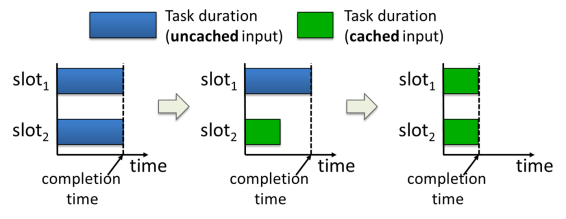 Task duration
(uncached input)
Task duration
(cached input)
slot1
slot2
time
completion
time
slot1
slot2
time
completion
time
slot1
slot2
time
completion
time